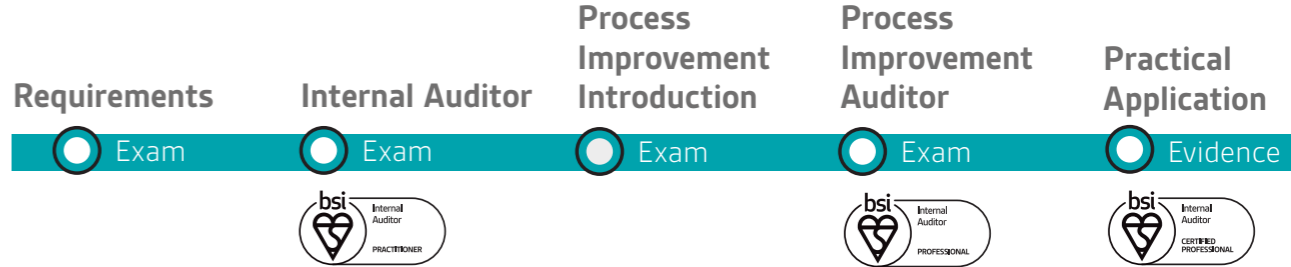 Requirements
Exam
Internal Auditor
Exam
bsi
Internal
Auditor
PRACTITIONER
Process
Improvement
Introduction
Exam
Process
Improvement
Auditor
Exam
bsi
Internal
Auditor
PROFESSIONAL
Practical
Application
Evidence
bsi
Internal
Auditor
CERTIFIED
PROFESSIONAL